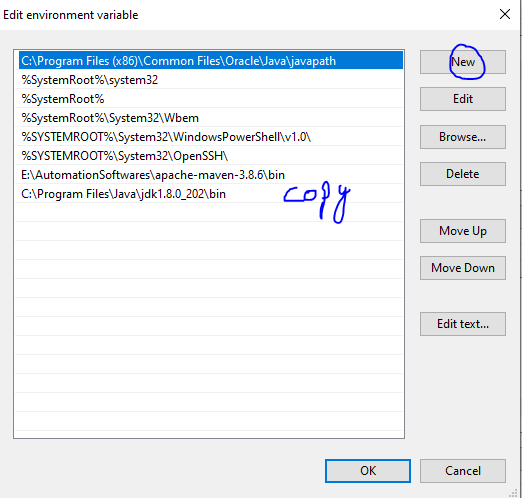 Edit environment variable
C:\Program Files (x86)\Common Files\Oracle\Java\javapath
%SystemRoot%\system32
%SystemRoot%
%SystemRoot%\System32\Wbem
%SYSTEMROOT%\System32\WindowsPowerShell\v1.0\
%SYSTEMROOT%\System32\OpenSSH\
E:\AutomationSoftwares\apache-maven-3.8.6\bin
C:\Program Files\Java\jdk1.8.0_202\bin
copy
New
Edit
Browse...
Delete
Move Up
Move Down
Edit text...
OK
Cancel